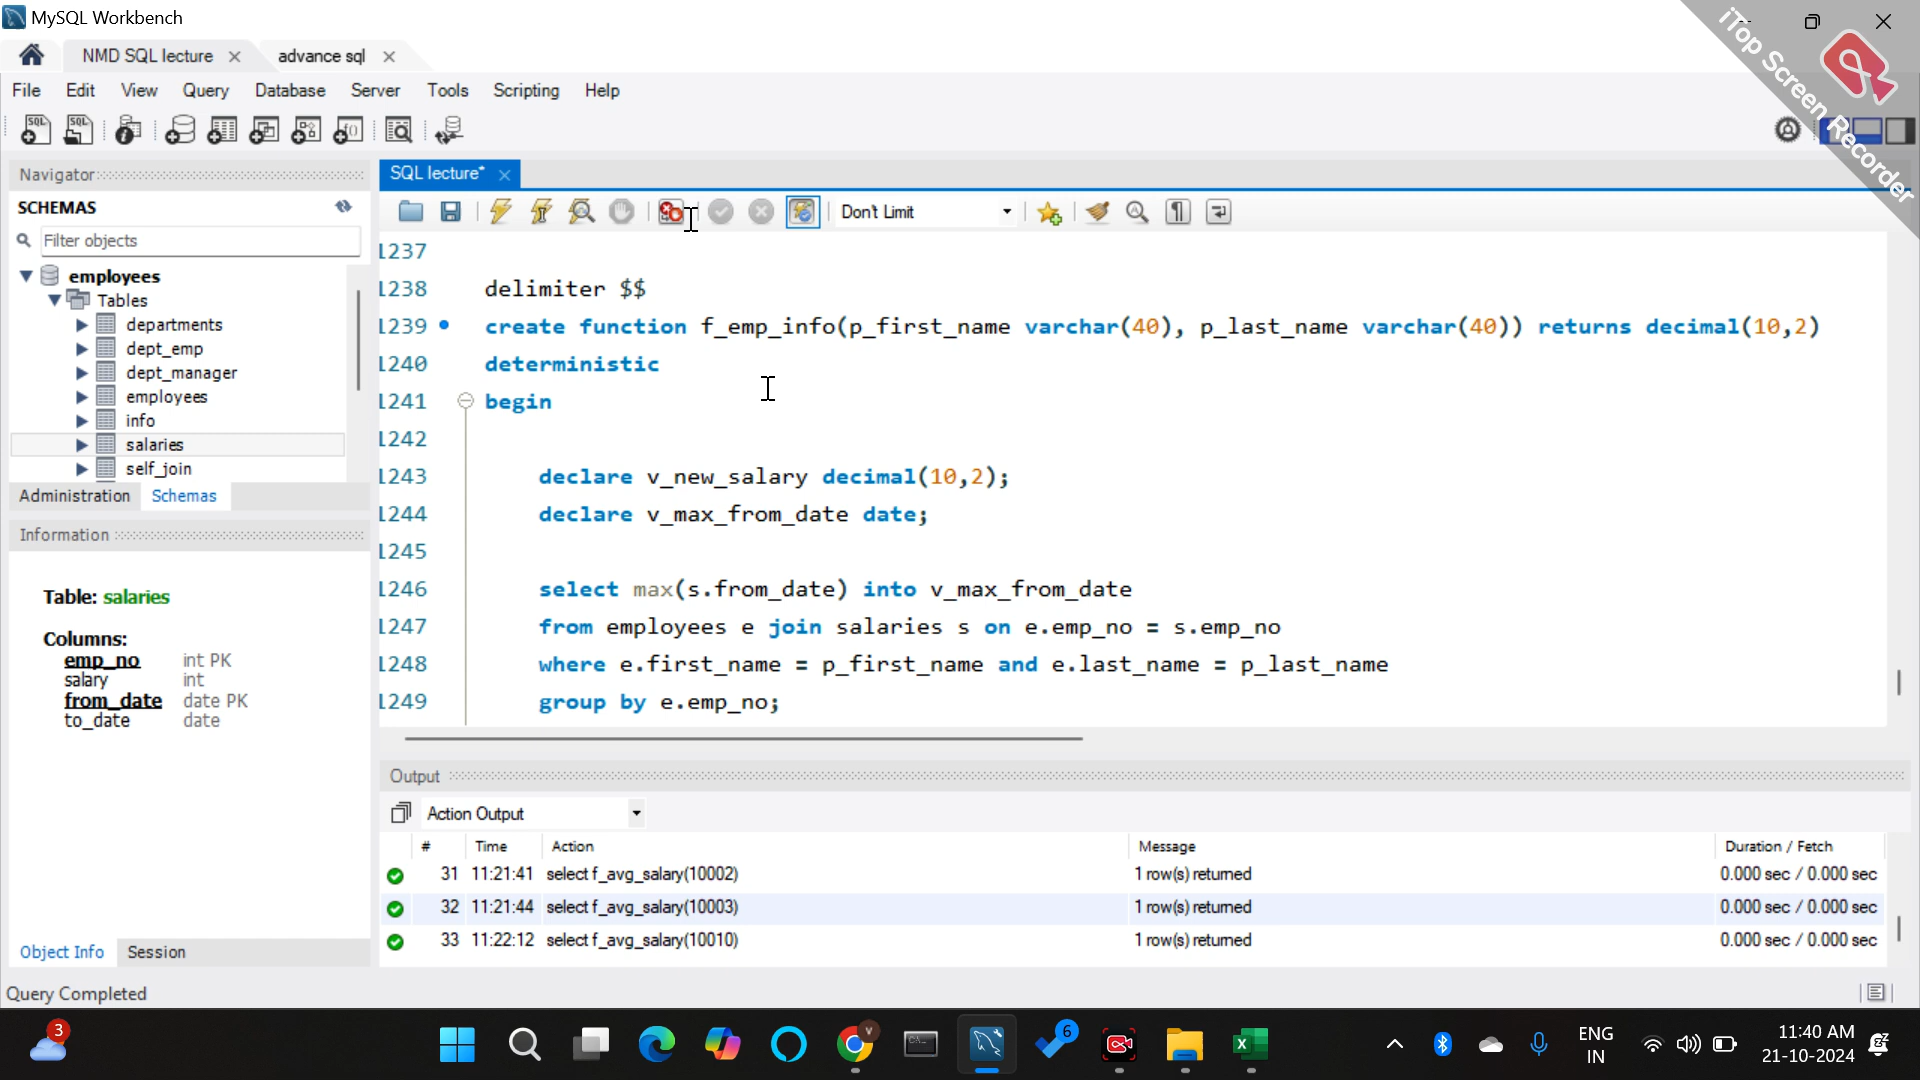 MySQL Workbench
NMD SQL lecture
advance sql
File Edit View Query Database Server Tools Scripting Help
iTop Screen Recorder
Navigator
SCHEMAS
Filter objects
employees
Tables
departments
dept_emp
dept_manager
employees
info
salaries
self_join
Administration Schemas
Information
Table: salaries
Columns:
emp_no int PK
salary int
from_date date PK
to_date date
Object Info Session
Query Completed
SQL lecture*
Don't Limit
1237
1238 delimiter $$
1239 create function f_emp_info(p_first_name varchar(40), p_last_name varchar(40)) returns decimal(10,2)
1240 deterministic
1241 begin
1242
1243 declare v_new_salary decimal(10,2);
1244 declare v_max_from_date date;
1245
1246 select max(s.from_date) into v_max_from_date
1247 from employees e join salaries s on e.emp_no = s.emp_no
1248 where e.first_name = p_first_name and e.last_name = p_last_name
1249 group by e.emp_no;
Output
Action Output
# Time Action Message Duration / Fetch
31 11:21:41 select f_avg_salary(10002) 1 row(s) returned 0.000 sec / 0.000 sec
32 11:21:44 select f_avg_salary(10003) 1 row(s) returned 0.000 sec / 0.000 sec
33 11:22:12 select f_avg_salary(10010) 1 row(s) returned 0.000 sec / 0.000 sec
3
V
6
ENG
IN
11:40 AM
21-10-2024